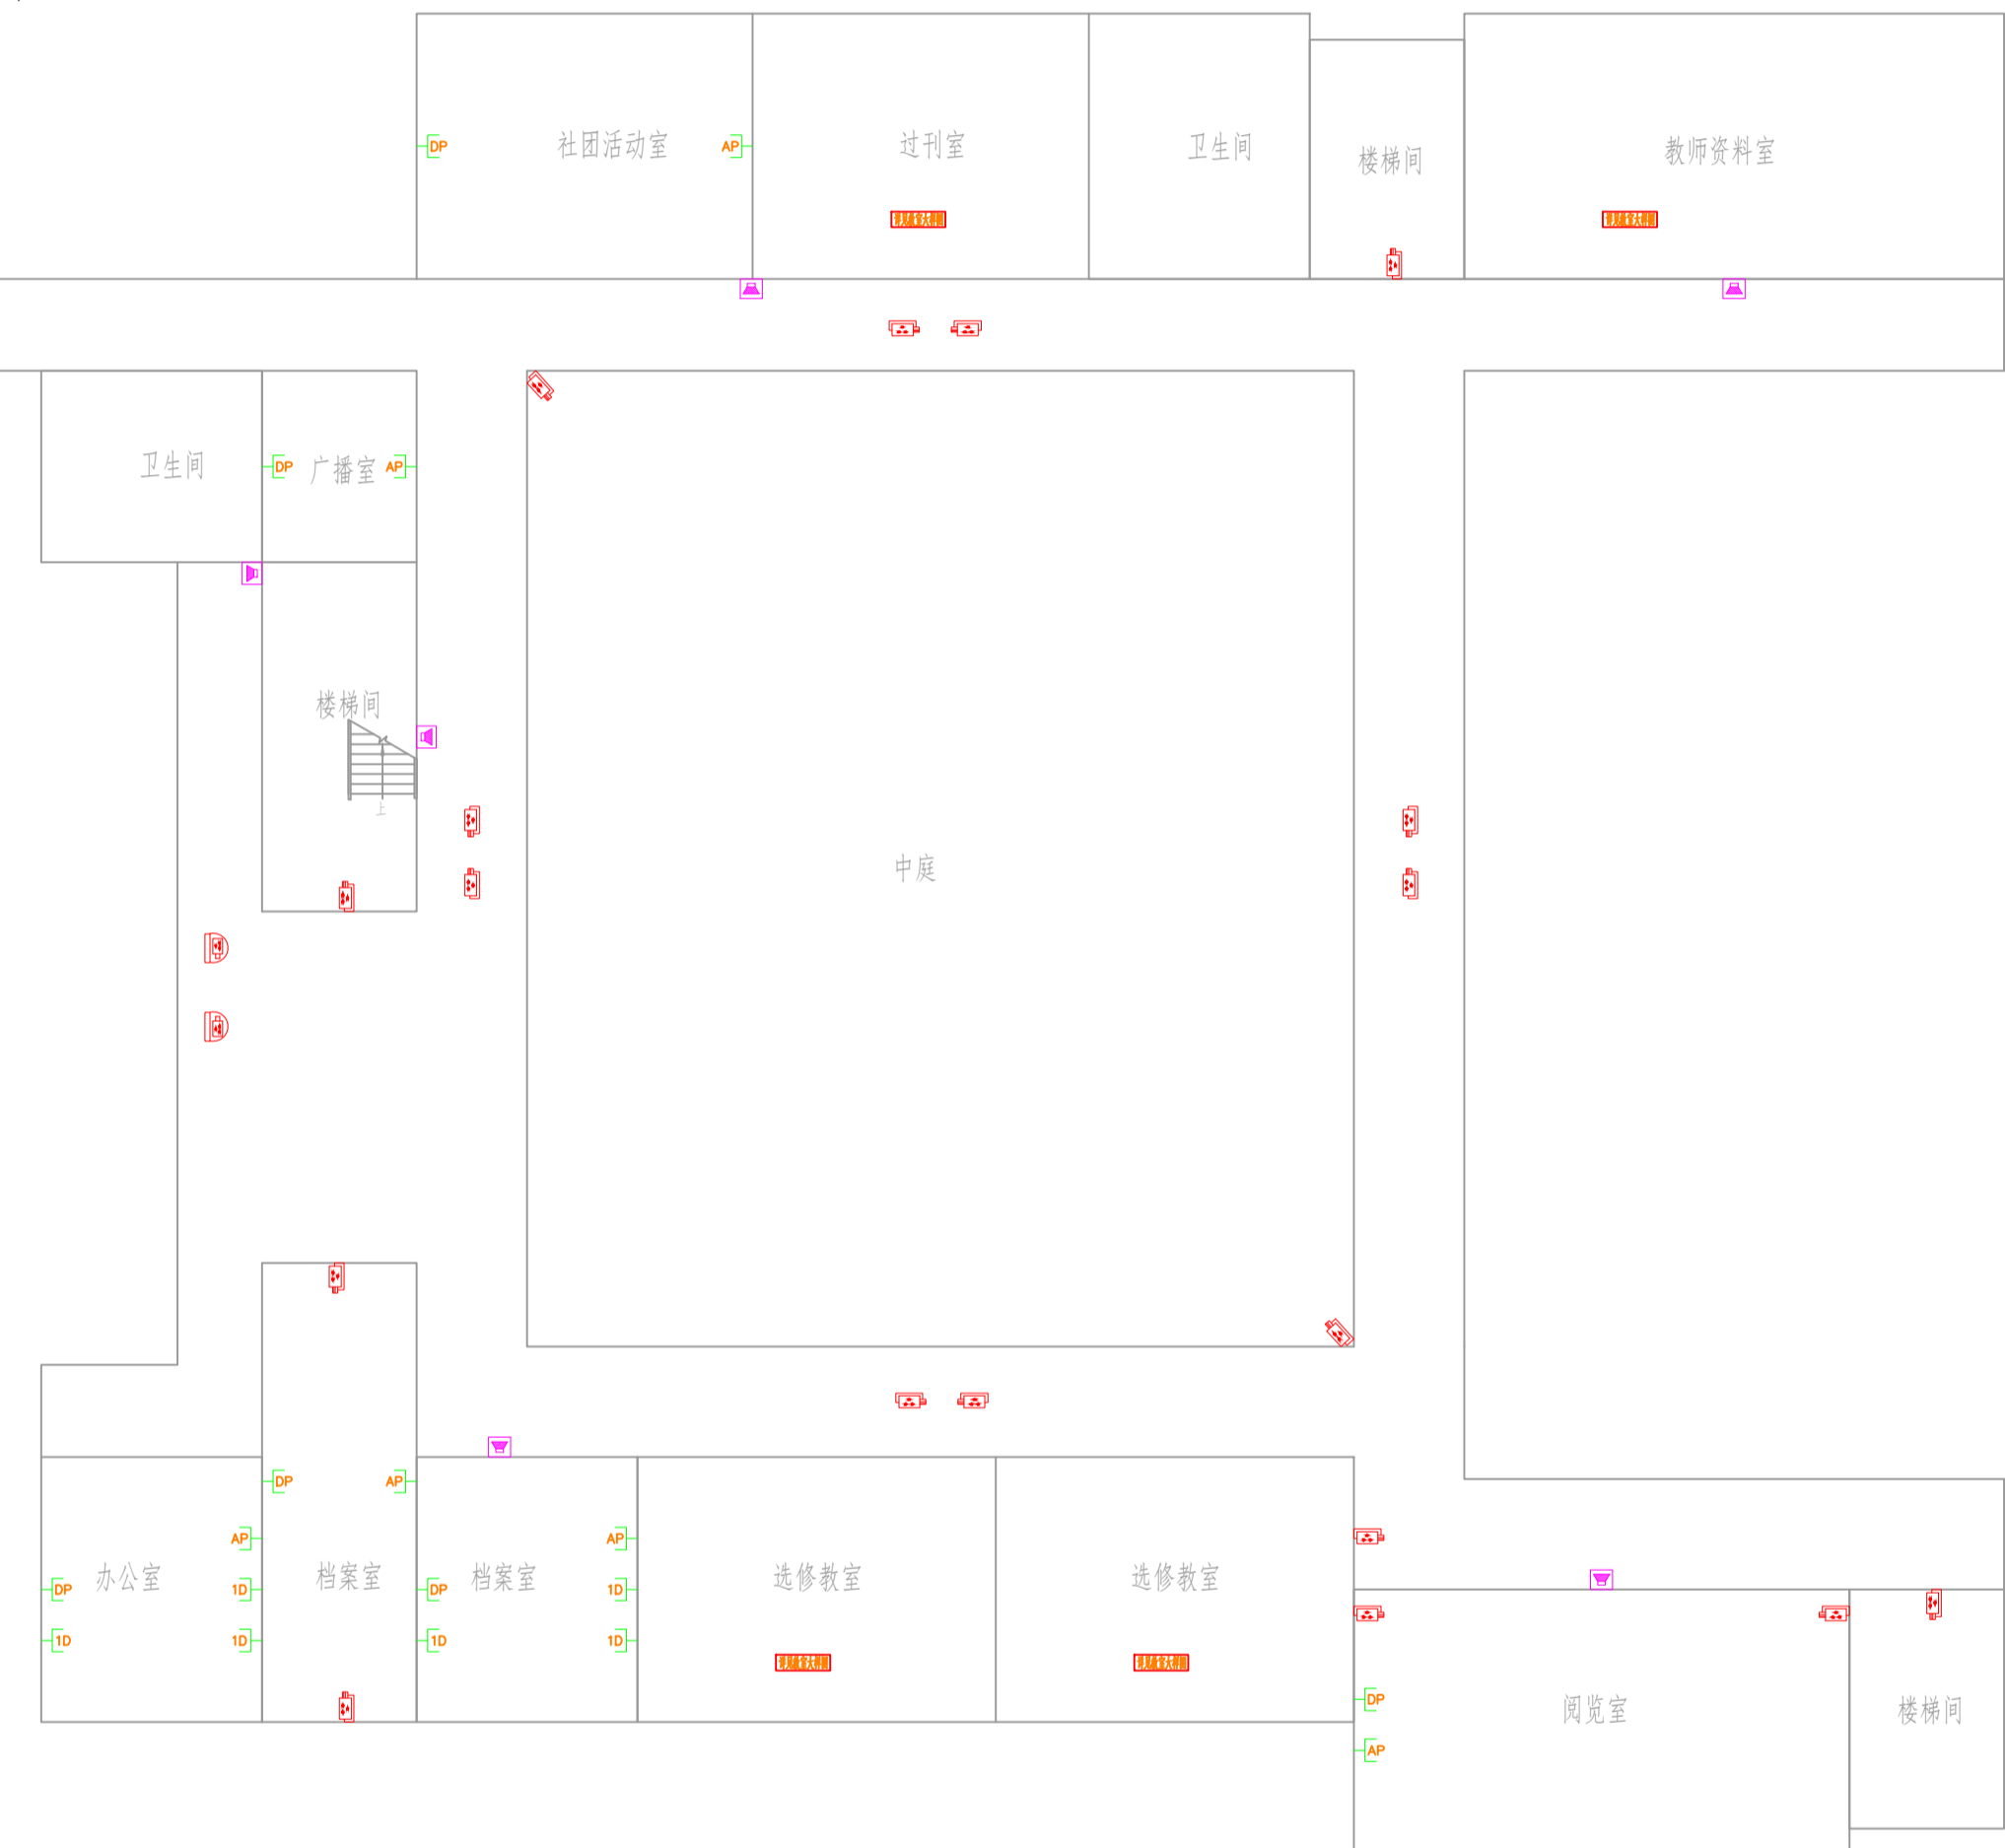 DP 社团活动室 AP
过刊室
卫生间
楼梯间
教师资料室
卫生间
DP 广播室 AP
楼梯间
上
中庭
DP AP
AP
AP
DP 办公室 1D
档案室
DP 档案室 1D
选修教室
选修教室
1D 1D
1D 1D
DP
阅览室
楼梯间
AP